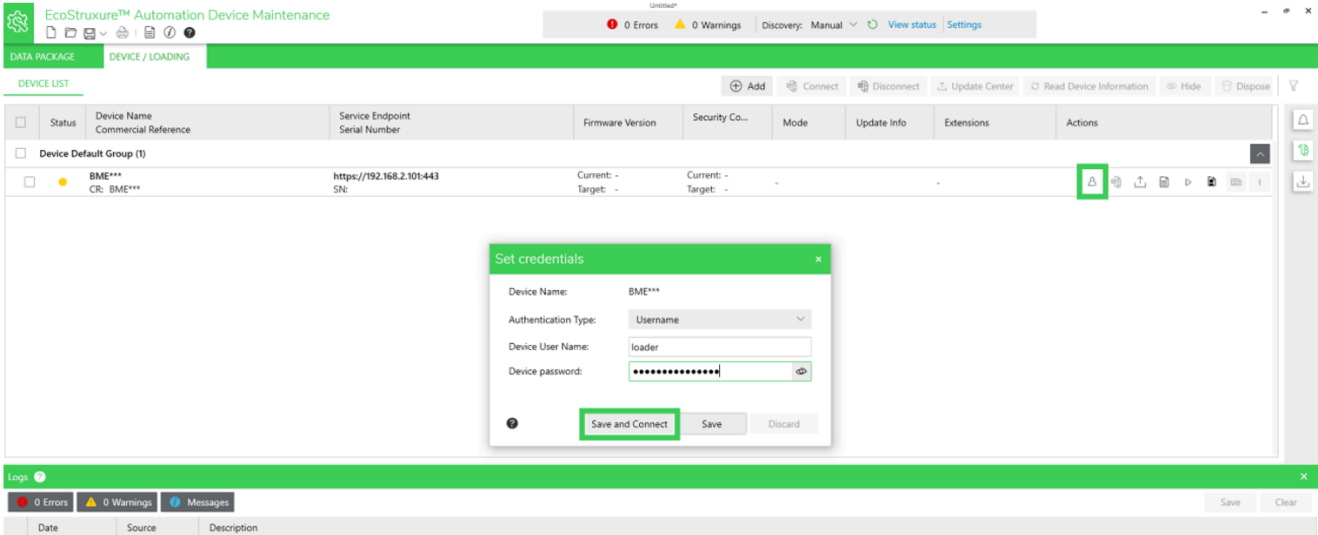 Untitled*
EcoStruxure™ Automation Device Maintenance
0 Errors 0 Warnings Discovery: Manual View status Settings
DATA PACKAGE DEVICE / LOADING
DEVICE LIST
Add Connect Disconnect Update Center Read Device Information Hide Dispose
Status Device Name Service Endpoint Firmware Version Security Co... Mode Update Info Extensions Actions
Commercial Reference Serial Number
Device Default Group (1)
BME*** https://192.168.2.101:443 Current: - Current: -
CR: BME*** SN: Target: - Target: - - -
Set credentials
Device Name: BME***
Authentication Type: Username
Device User Name: loader
Device password: •••••••••••••••
Save and Connect Save Discard
Logs
0 Errors 0 Warnings Messages Save Clear
Date Source Description